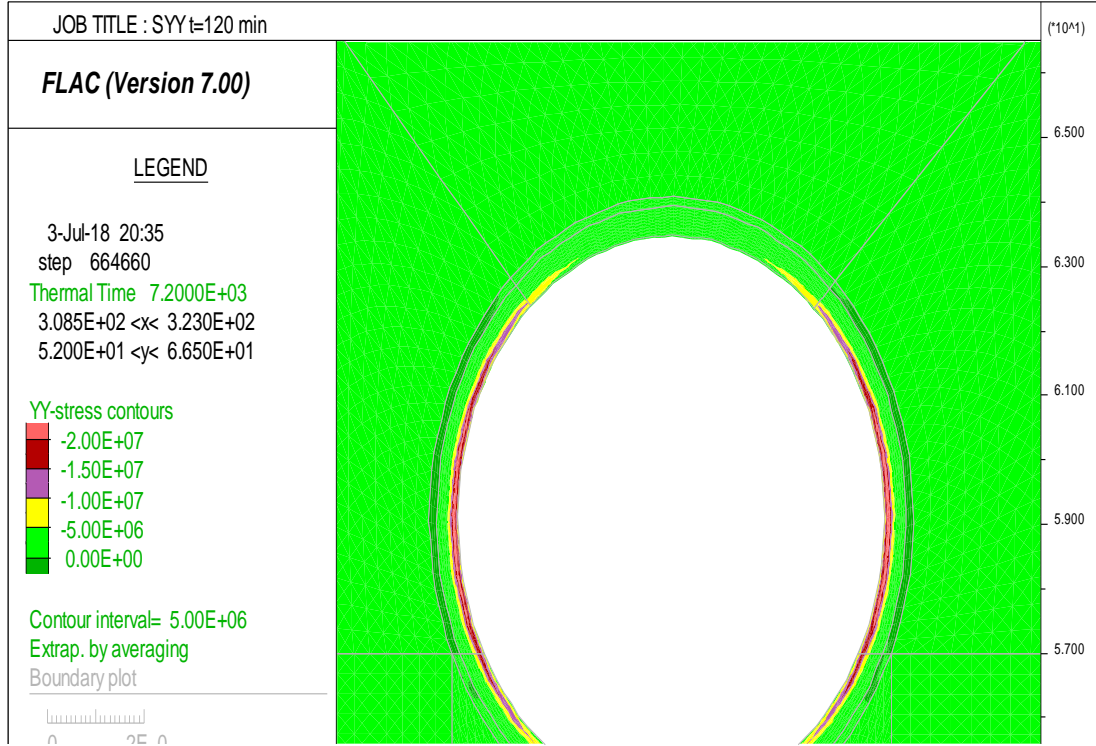 JOB TITLE : SYY t=120 min
(*10^1)
FLAC (Version 7.00)
LEGEND
3-Jul-18 20:35
step 664660
Thermal Time 7.2000E+03
3.085E+02 <x< 3.230E+02
5.200E+01 <y< 6.650E+01
YY-stress contours
-2.00E+07
-1.50E+07
-1.00E+07
-5.00E+06
0.00E+00
Contour interval= 5.00E+06
Extrap. by averaging
Boundary plot
6.500
6.300
6.100
5.900
5.700